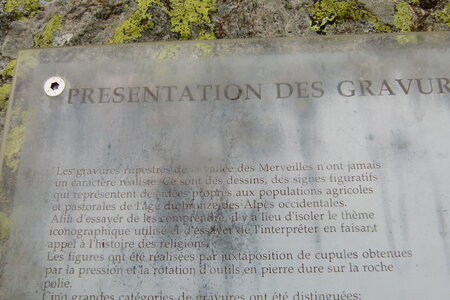 PRESENTATION DES GRAVUR
"Les gravures rupestres de la vallée des Merveilles n'ont jamais
un caractère réaliste. Ce sont des dessins, des signes figuratifs
qui représentent des idées propres aux populations agricoles
et pastorales de l'âge du bronze des Alpes occidentales.
Afin d'essayer de les comprendre, il y a lieu d'isoler le thème
iconographique utilisé et d'essayer de l'interpréter en faisant
appel à l'histoire des religions.
Les figures ont été réalisées par juxtaposition de cupules obtenues
par la pression et la rotation d'outils en pierre dure sur la roche
polie.
Cinq grandes catégories de gravures ont été distinguées: